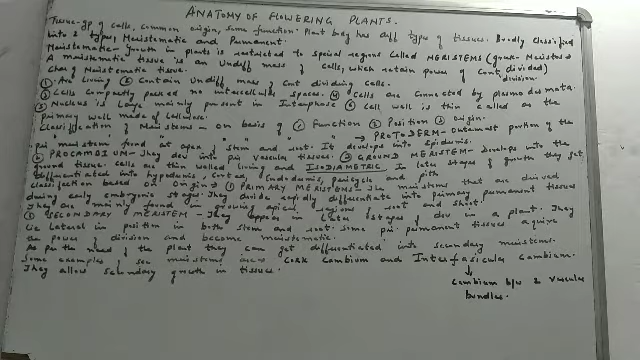 ANATOMY OF FLOWERING PLANTS.
Tissue - gp of cells, common origin, same function. Plant body has diff type of tissues. Broadly classified
into 2 types, Meristematic and Permanent.
Meristematic - Growth in plants is restricted to special regions called MERISTEMS (greek - Meristos
A meristematic tissue is an Undiff mass of cells, which retain power of Cont divided)
Char of Meristematic tissue. division.
① Are living ② Contain Undiff mass Cont dividing cells.
③ Cells Compactly packed no intercellular spaces. ④ Cells are connected by plasmodesmata.
⑤ Nucleus is Large mainly present in Interphase ⑥ Cell wall is thin called as the
primary wall made of Cellulose.
Classification of Meristems - on basis of ① Function ② Position ③ Origin.
→ PROTODERM - Outermost portion of the
pri meristem found at apex of stem and root. It develops into Epidermis.
② PROCAMBIUM - They dev into pri vascular tissues. ③ GROUND MERISTEM - Develops into the
ground tissue. Cells are thin walled living and ISODIAMETRIC. In later stages of growth they get
differentiated into hypodermis, Cortex, Endodermis, pericycle and pith
Classification based on Origin ① PRIMARY MERISTEMS - The meristems that are derived
during early embryonic stages. They divide rapidly differentiate into primary permanent tissues
They are mainly found in growing apical regions of root and shoot.
② SECONDARY MERISTEM - They appear in Later stages of dev in a plant. They
lie lateral in position in both stem and root. Some pri permanent tissues aquire
the power of division and become meristematic.
As per the need of the plant they can get differentiated into secondary meristems.
Some examples of sec meristems are CORK Cambium and Interfasicular Cambium.
They allow Secondary growth in tissues. ↓
Cambium b/w 2 vascular
bundles.